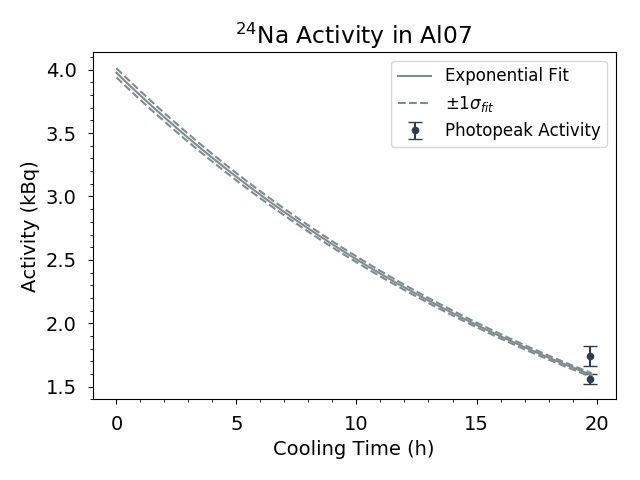 ²⁴Na Activity in Al07
Exponential Fit
±1σ_fit
Photopeak Activity
Activity (kBq)
4.0
3.5
3.0
2.5
2.0
1.5
0 5 10 15 20
Cooling Time (h)